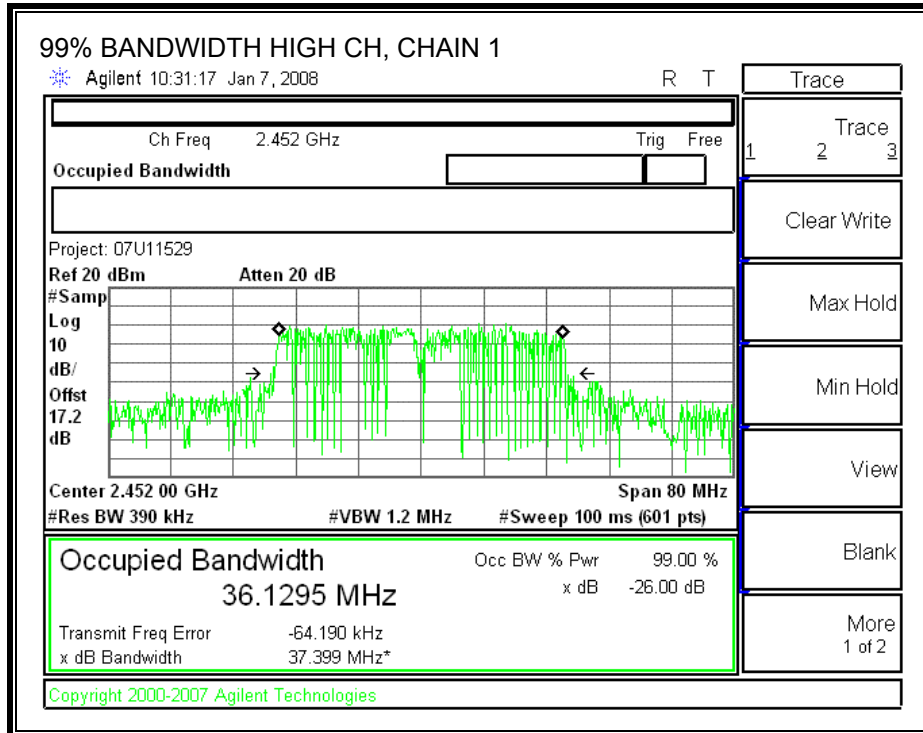 99% BANDWIDTH HIGH CH, CHAIN 1
Agilent 10:31:17 Jan 7, 2008 R T
Trace
Ch Freq 2.452 GHz Trig Free
Occupied Bandwidth
Trace
1 2 3
Clear Write
Max Hold
Min Hold
View
Blank
More
1 of 2
Project: 07U11529
Ref 20 dBm Atten 20 dB
#Samp
Log
10
dB/
Offst
17.2
dB
Center 2.452 00 GHz Span 80 MHz
#Res BW 390 kHz #VBW 1.2 MHz #Sweep 100 ms (601 pts)
Occupied Bandwidth Occ BW % Pwr 99.00 %
36.1295 MHz x dB -26.00 dB
Transmit Freq Error -64.190 kHz
x dB Bandwidth 37.399 MHz*
Copyright 2000-2007 Agilent Technologies